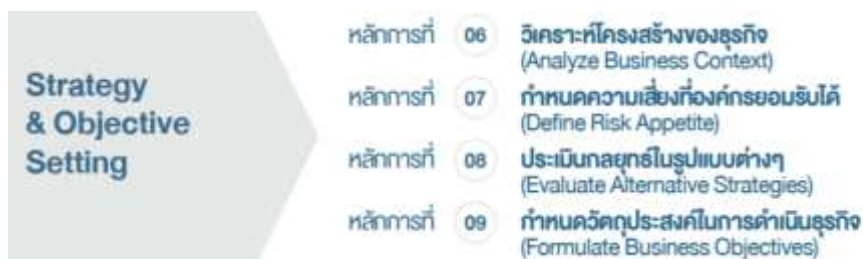 Strategy
& Objective
Setting
หลักการที่ 06 วิเคราะห์โครงสร้างของธุรกิจ
(Analyze Business Context)
หลักการที่ 07 กำหนดความเสี่ยงที่องค์กรยอมรับได้
(Define Risk Appetite)
หลักการที่ 08 ประเมินกลยุทธ์ในรูปแบบต่างๆ
(Evaluate Alternative Strategies)
หลักการที่ 09 กำหนดวัตถุประสงค์ในการดำเนินธุรกิจ
(Formulate Business Objectives)